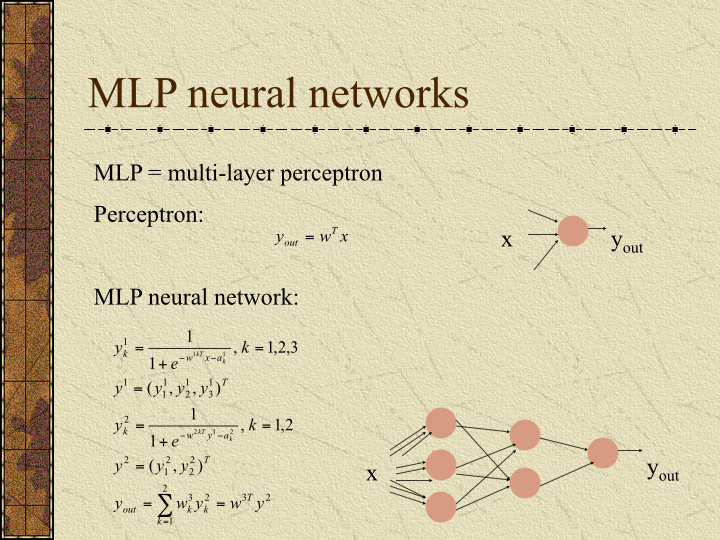 MLP neural networks
MLP = multi-layer perceptron
Perceptron:
y_{out} = w^T x
x
y_{out}
MLP neural network:
y_k^1 = \frac{1}{1 + e^{-w^{1kT} x - a_k^1}}, k = 1,2,3
y^1 = (y_1^1, y_2^1, y_3^1)^T
y_k^2 = \frac{1}{1 + e^{-w^{2kT} y^1 - a_k^2}}, k = 1,2
y^2 = (y_1^2, y_2^2)^T
y_{out} = \sum_{k=1}^{2} w_k^3 y_k^2 = w^{3T} y^2
x
y_{out}